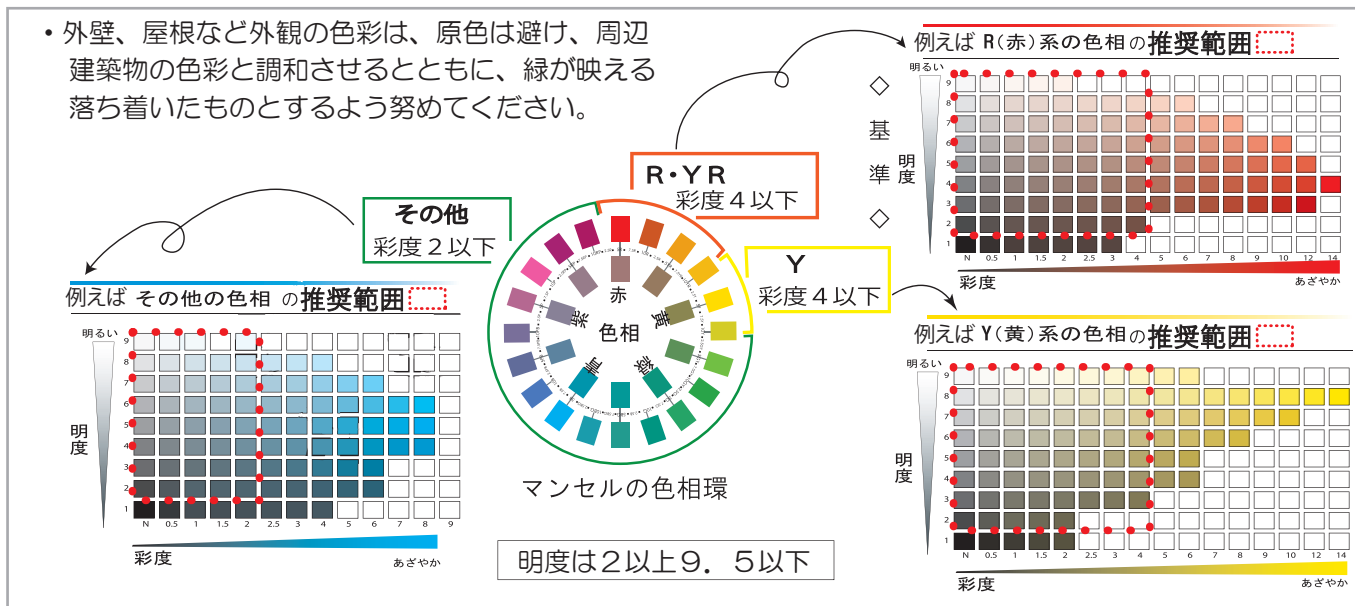 ・外壁、屋根など外観の色彩は、原色は避け、周辺
建築物の色彩と調和させるとともに、緑が映える
落ち着いたものとするよう努めてください。
例えば R(赤)系の色相の推奨範囲
明るい
◇基準◇
明度
9
8
7
6
5
4
3
2
1
N 0.5 1 1.5 2 2.5 3 4 5 6 7 8 9 10 12 14
彩度
あざやか
R・YR
彩度4以下
その他
彩度2以下
Y
彩度4以下
赤
黄
緑
青
紫
色相
マンセルの色相環
例えば その他の色相 の推奨範囲
明るい
明度
9
8
7
6
5
4
3
2
1
N 0.5 1 1.5 2 2.5 3 4 5 6 7 8 9
彩度
あざやか
例えば Y(黄)系の色相の推奨範囲
明るい
明度
9
8
7
6
5
4
3
2
1
N 0.5 1 1.5 2 2.5 3 4 5 6 7 8 9 10 12 14
彩度
あざやか
明度は2以上9．5以下